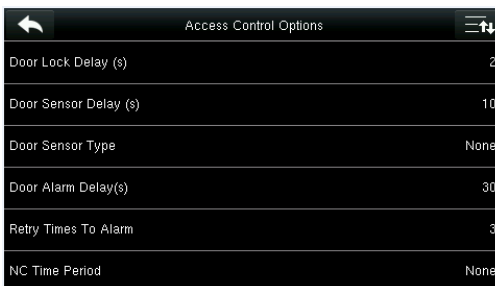 Access Control Options
Door Lock Delay (s) 2
Door Sensor Delay (s) 10
Door Sensor Type None
Door Alarm Delay(s) 30
Retry Times To Alarm 3
NC Time Period None